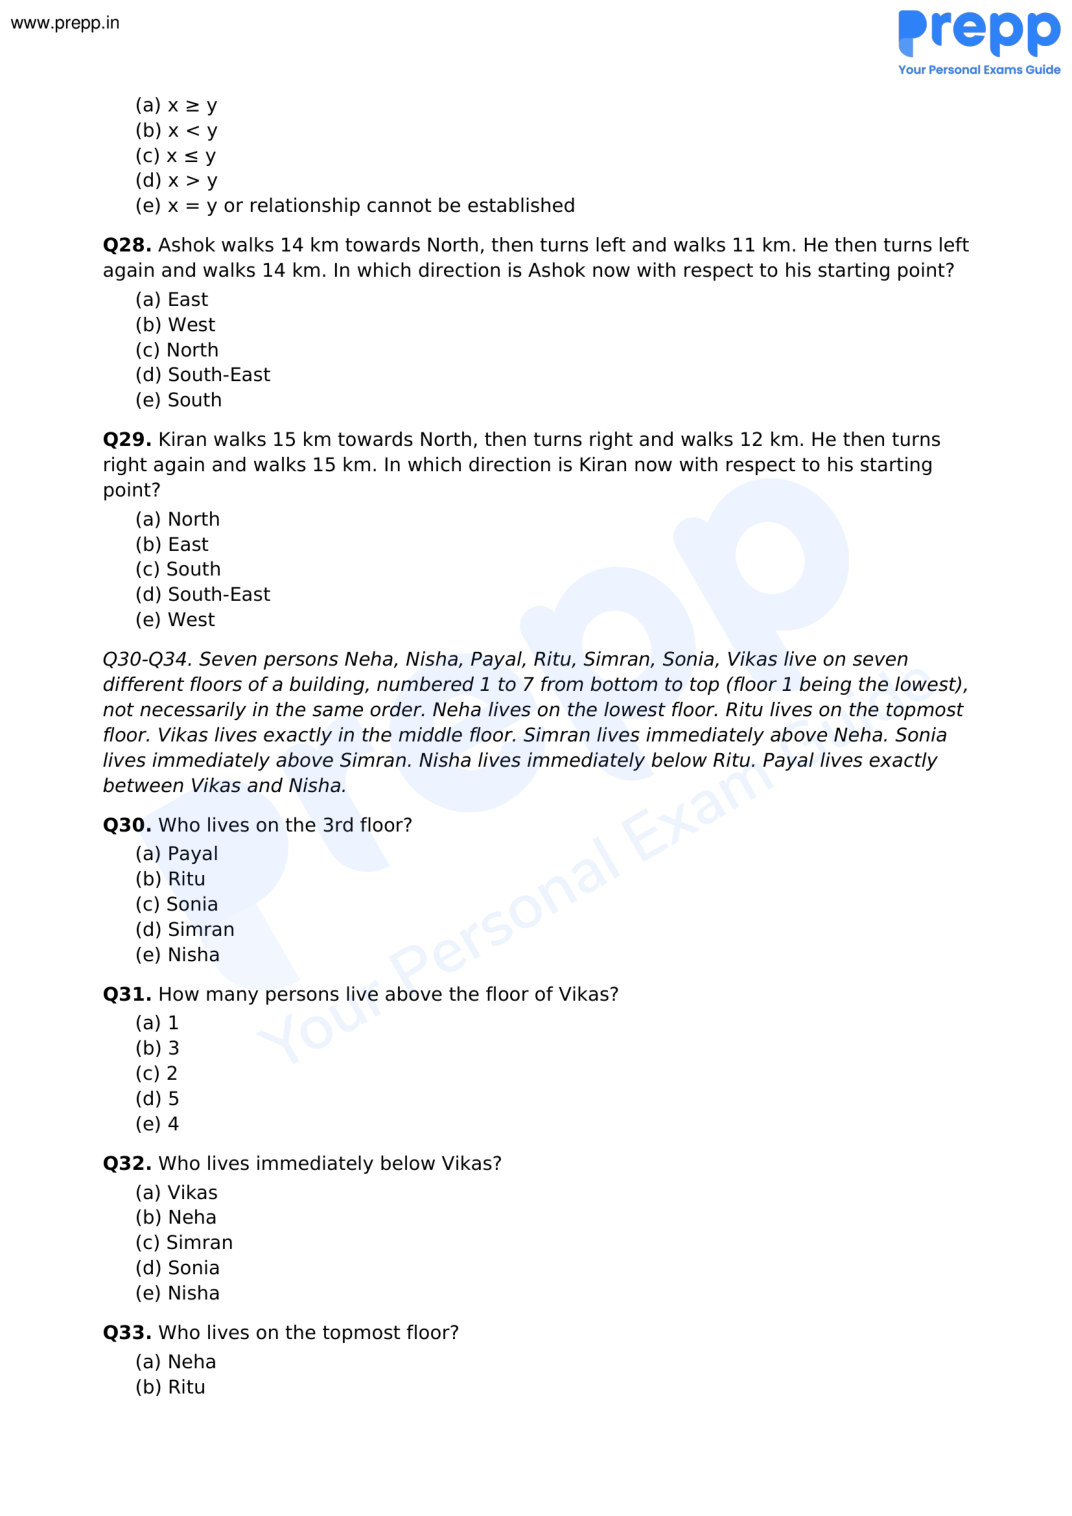 www.prepp.in
Prepp
Your Personal Exams Guide
(a) x ≥ y
(b) x < y
(c) x ≤ y
(d) x > y
(e) x = y or relationship cannot be established
Q28. Ashok walks 14 km towards North, then turns left and walks 11 km. He then turns left
again and walks 14 km. In which direction is Ashok now with respect to his starting point?
(a) East
(b) West
(c) North
(d) South-East
(e) South
Q29. Kiran walks 15 km towards North, then turns right and walks 12 km. He then turns
right again and walks 15 km. In which direction is Kiran now with respect to his starting
point?
(a) North
(b) East
(c) South
(d) South-East
(e) West
Q30-Q34. Seven persons Neha, Nisha, Payal, Ritu, Simran, Sonia, Vikas live on seven
different floors of a building, numbered 1 to 7 from bottom to top (floor 1 being the lowest),
not necessarily in the same order. Neha lives on the lowest floor. Ritu lives on the topmost
floor. Vikas lives exactly in the middle floor. Simran lives immediately above Neha. Sonia
lives immediately above Simran. Nisha lives immediately below Ritu. Payal lives exactly
between Vikas and Nisha.
Q30. Who lives on the 3rd floor?
(a) Payal
(b) Ritu
(c) Sonia
(d) Simran
(e) Nisha
Q31. How many persons live above the floor of Vikas?
(a) 1
(b) 3
(c) 2
(d) 5
(e) 4
Q32. Who lives immediately below Vikas?
(a) Vikas
(b) Neha
(c) Simran
(d) Sonia
(e) Nisha
Q33. Who lives on the topmost floor?
(a) Neha
(b) Ritu
Prepp
Your Personal Exam Guide